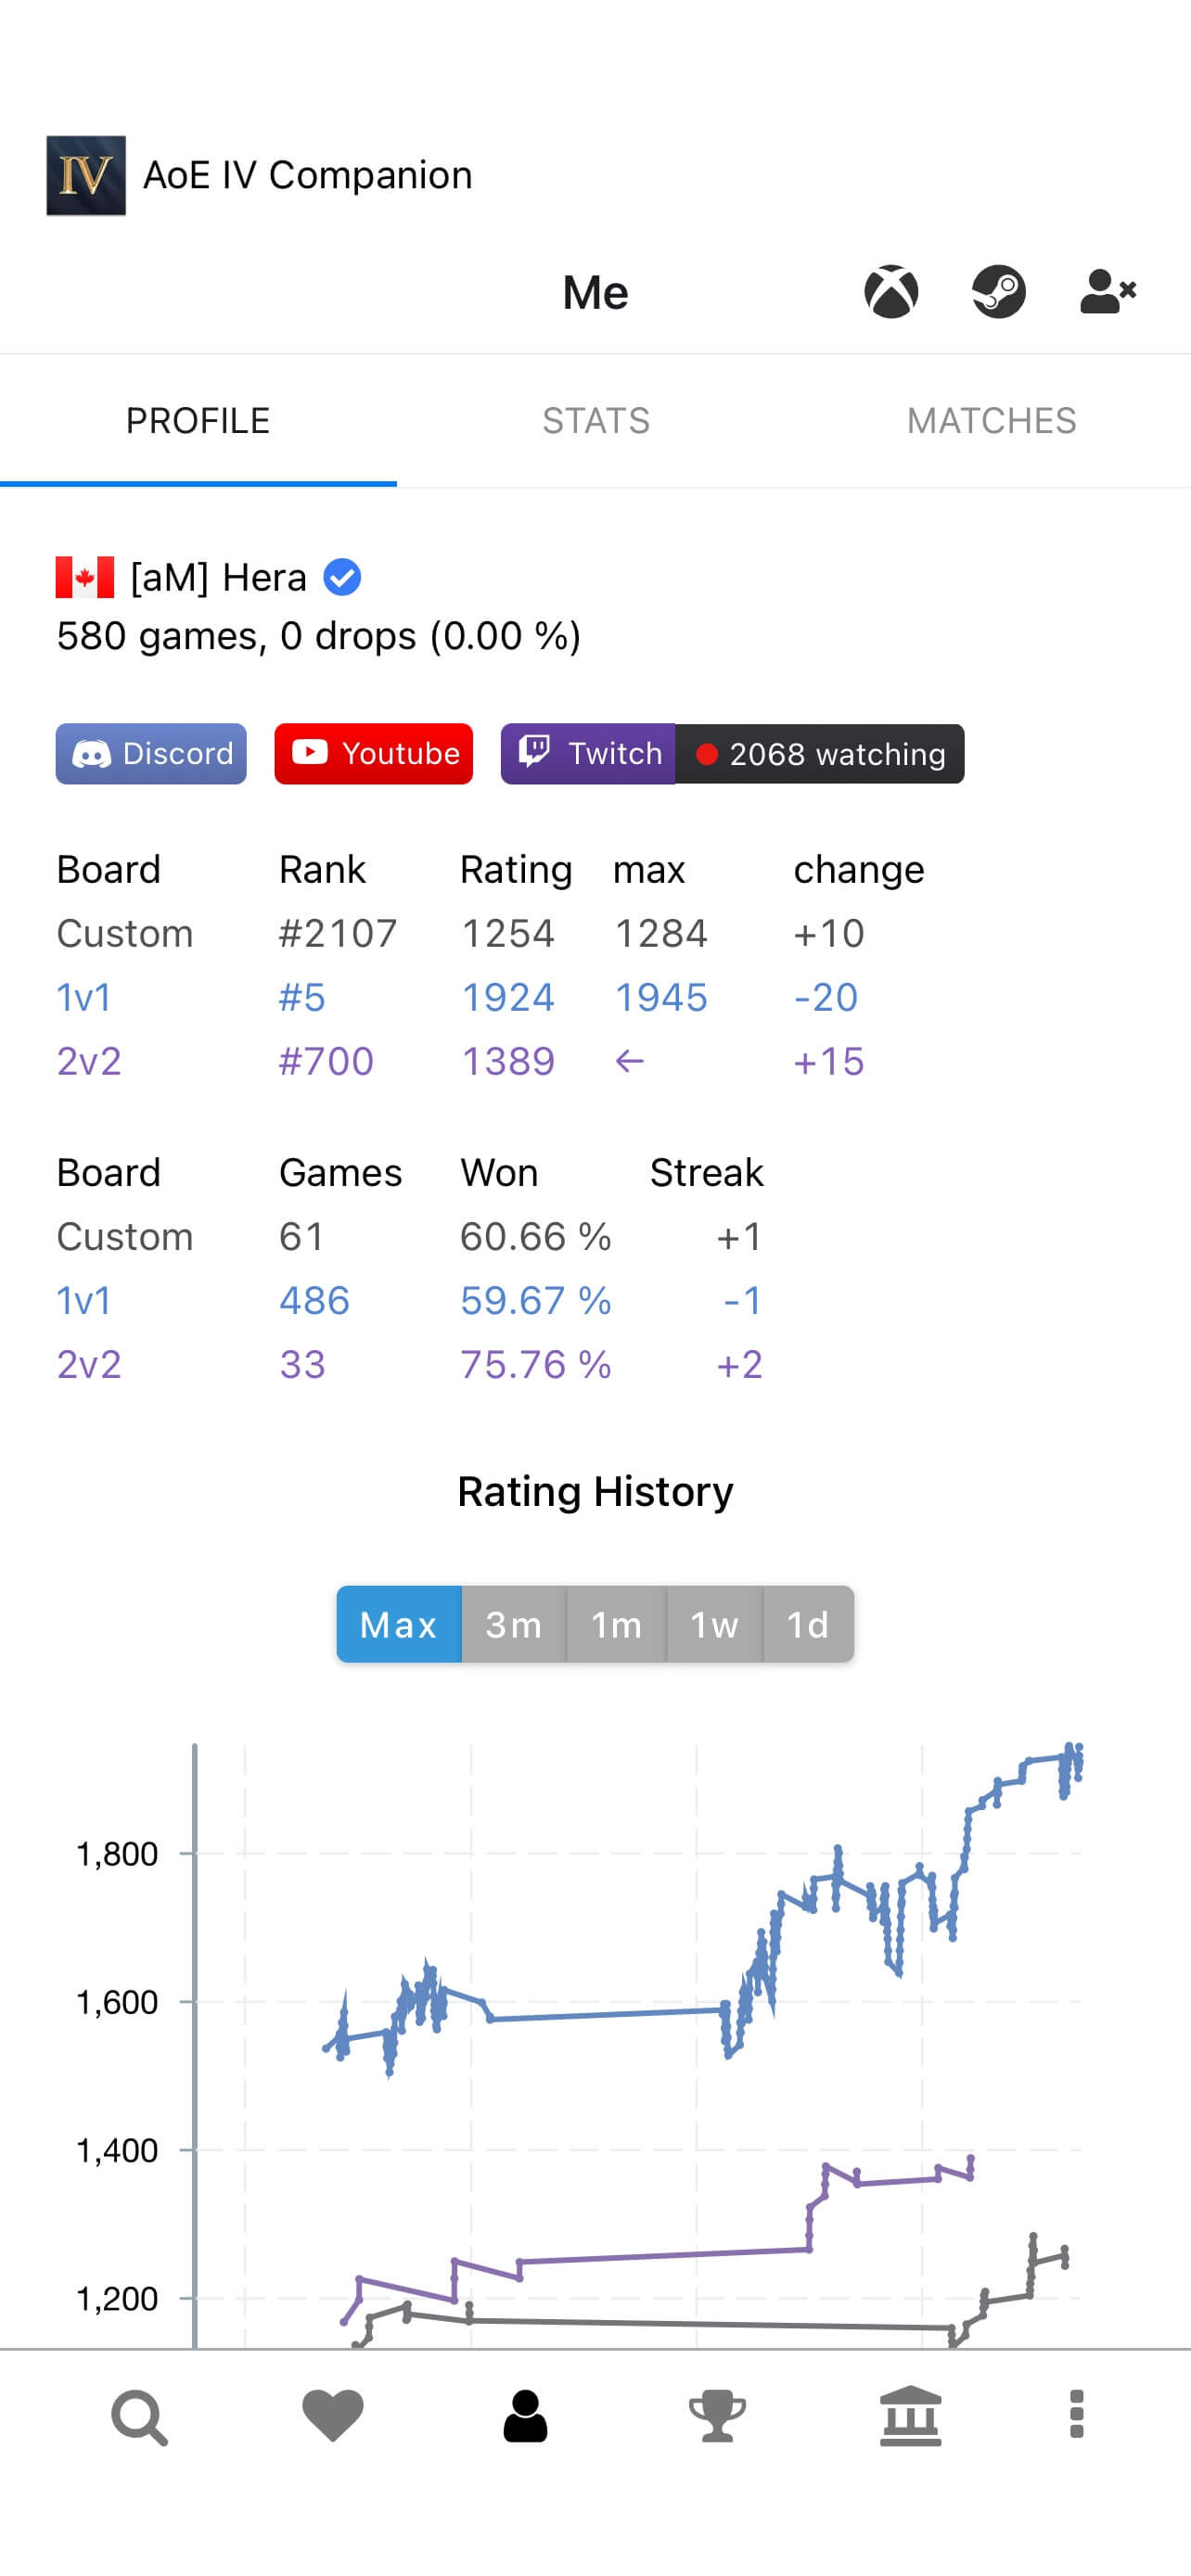 IV AoE IV Companion
Me
PROFILE STATS MATCHES
[aM] Hera
580 games, 0 drops (0.00 %)
Discord Youtube Twitch 2068 watching
Board Rank Rating max change
Custom #2107 1254 1284 +10
1v1 #5 1924 1945 -20
2v2 #700 1389 ← +15
Board Games Won Streak
Custom 61 60.66 % +1
1v1 486 59.67 % -1
2v2 33 75.76 % +2
Rating History
Max 3m 1m 1w 1d
1,800
1,600
1,400
1,200